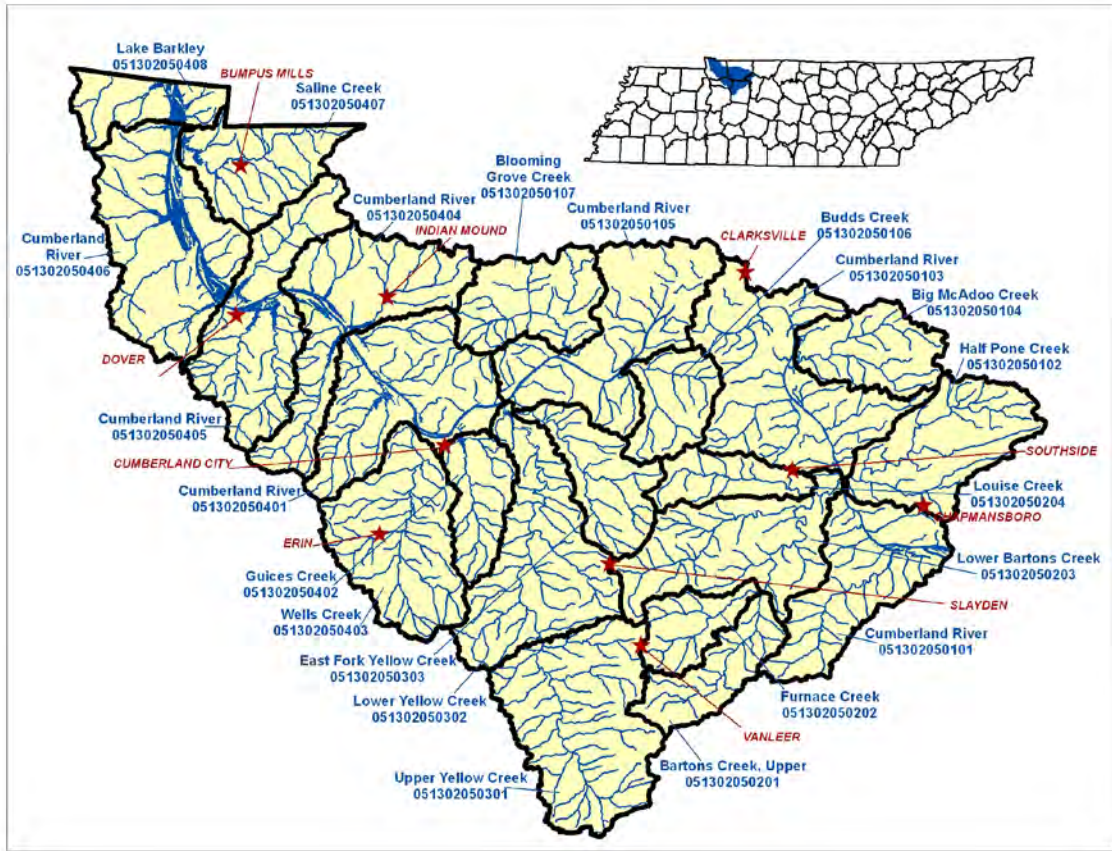 Lake Barkley
051302050408
BUMPUS MILLS
Saline Creek
051302050407
Blooming
Grove Creek
051302050107
Cumberland River
051302050404
INDIAN MOUND
Cumberland River
051302050105
Budds Creek
051302050106
CLARKSVILLE
Cumberland
River
051302050406
Cumberland River
051302050103
Big McAdoo Creek
051302050104
Half Pone Creek
051302050102
DOVER
Cumberland River
051302050405
CUMBERLAND CITY
SOUTHSIDE
Cumberland River
051302050401
Louise Creek
051302050204
CHAPMANSBORO
ERIN
Guices Creek
051302050402
Lower Bartons Creek
051302050203
Wells Creek
051302050403
SLAYDEN
Cumberland River
051302050101
East Fork Yellow Creek
051302050303
Lower Yellow Creek
051302050302
Furnace Creek
051302050202
VANLEER
Bartons Creek, Upper
051302050201
Upper Yellow Creek
051302050301